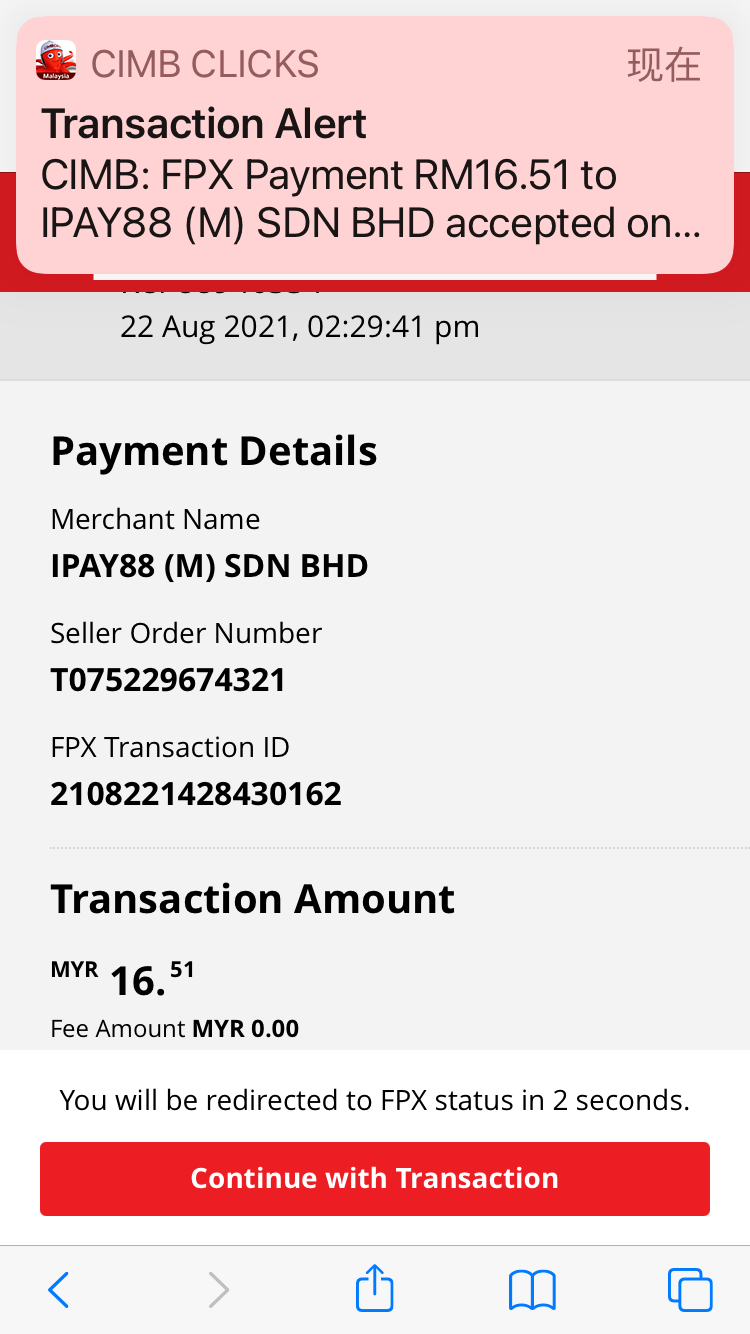 CIMB CLICKS 现在
Transaction Alert
CIMB: FPX Payment RM16.51 to
IPAY88 (M) SDN BHD accepted on...
Malaysia
22 Aug 2021, 02:29:41 pm
Payment Details
Merchant Name
IPAY88 (M) SDN BHD
Seller Order Number
T075229674321
FPX Transaction ID
2108221428430162
Transaction Amount
MYR 16.51
Fee Amount MYR 0.00
You will be redirected to FPX status in 2 seconds.
Continue with Transaction